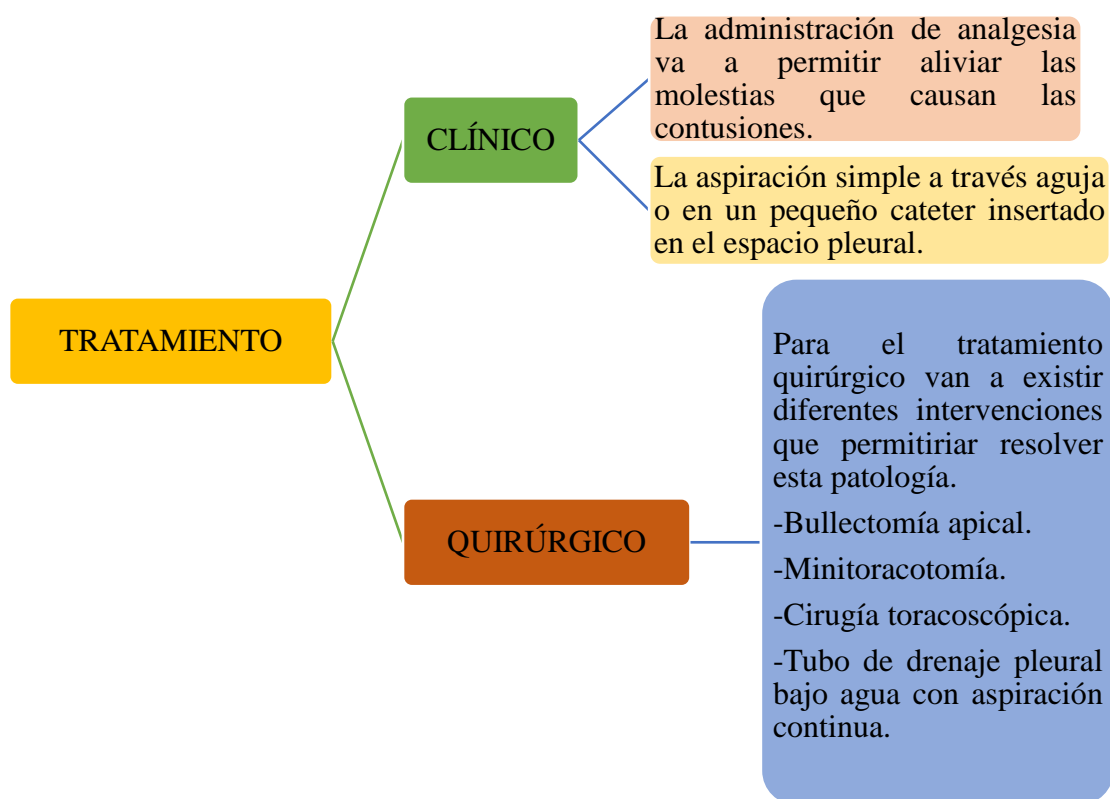 La administración de analgesia
va a permitir aliviar las
molestias que causan las
contusiones.
CLÍNICO
La aspiración simple a través aguja
o en un pequeño cateter insertado
en el espacio pleural.
TRATAMIENTO
Para el tratamiento
quirúrgico van a existir
diferentes intervenciones
que permitiriar resolver
esta patología.
-Bullectomía apical.
-Minitoracotomía.
-Cirugía toracoscópica.
-Tubo de drenaje pleural
bajo agua con aspiración
continua.
QUIRÚRGICO